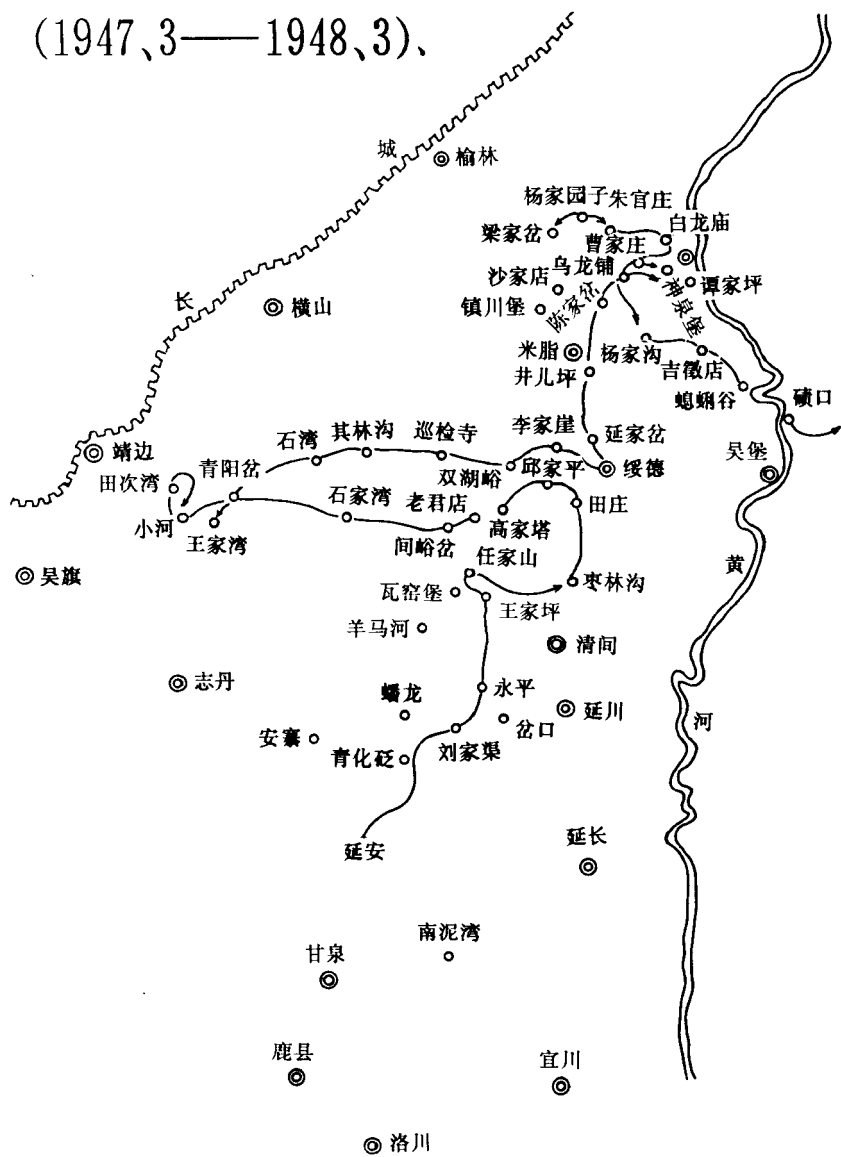 (1947、3——1948、3)、
城
榆林
杨家园子
朱官庄
白龙庙
梁家岔
曹家庄
乌龙铺
沙家店
谭家坪
神泉堡
长
横山
镇川堡
陈家岔
米脂
杨家沟
吉徵店
井儿坪
螅蜊谷
碛口
李家崖
延家岔
石湾
其林沟
巡检寺
吴堡
靖边
青阳岔
双湖峪
邱家平
绥德
田次湾
石家湾
老君店
田庄
高家塔
小河
王家湾
间峪岔
任家山
黄
吴旗
瓦窑堡
枣林沟
王家坪
羊马河
清间
志丹
永平
蟠龙
延川
河
安寨
岔口
青化砭
刘家渠
延安
延长
南泥湾
甘泉
鹿县
宜川
洛川